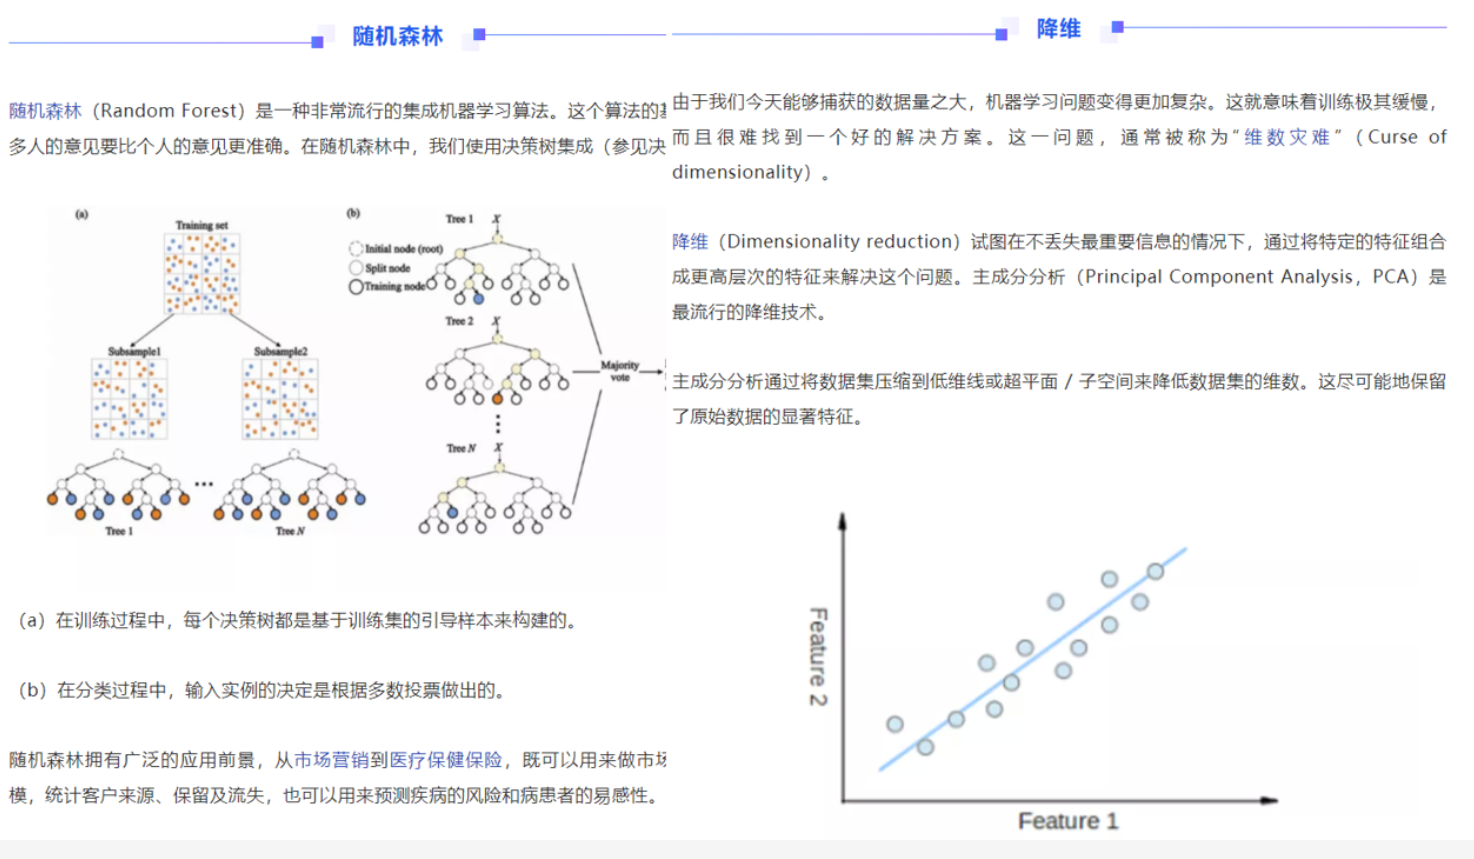 随机森林
随机森林（Random Forest）是一种非常流行的集成机器学习算法。这个算法的
多人的意见要比个人的意见更准确。在随机森林中，我们使用决策树集成（参见决
(a)
Training set
Subsample1
Subsample2
Tree 1
...
Tree N
(b)
Initial node (root)
Split node
Training node
Tree 1
X
Tree 2
X
Tree N
X
Majority
vote
（a）在训练过程中，每个决策树都是基于训练集的引导样本来构建的。
（b）在分类过程中，输入实例的决定是根据多数投票做出的。
随机森林拥有广泛的应用前景，从市场营销到医疗保健保险，既可以用来做市场
模，统计客户来源、保留及流失，也可以用来预测疾病的风险和病患者的易感性。
降维
由于我们今天能够捕获的数据量之大，机器学习问题变得更加复杂。这就意味着训练极其缓慢，
而且很难找到一个好的解决方案。这一问题，通常被称为“维数灾难”（Curse of
dimensionality）。
降维（Dimensionality reduction）试图在不丢失最重要信息的情况下，通过将特定的特征组合
成更高层次的特征来解决这个问题。主成分分析（Principal Component Analysis，PCA）是
最流行的降维技术。
主成分分析通过将数据集压缩到低维线或超平面 / 子空间来降低数据集的维数。这尽可能地保留
了原始数据的显著特征。
Feature 2
Feature 1